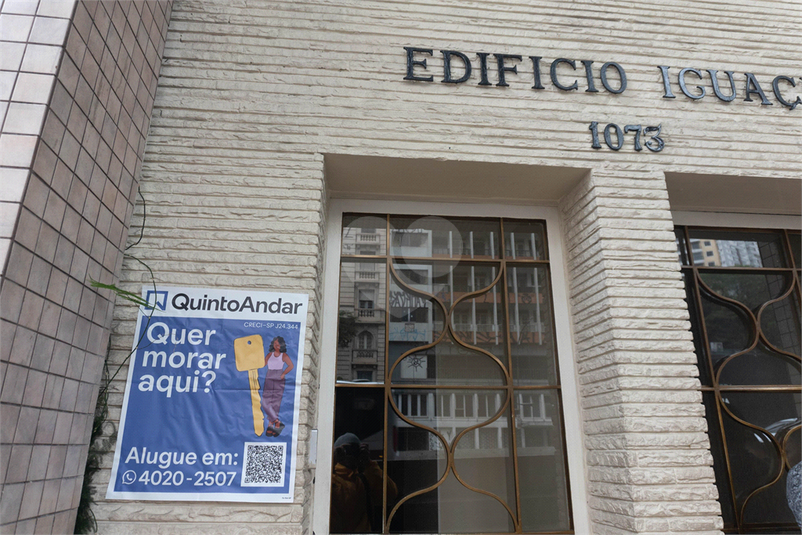 EDIFICIO IGUAÇ
1073
QuintoAndar
CRECI-SP J24.344
Quer
morar
aqui?
Alugue em:
4020-2507